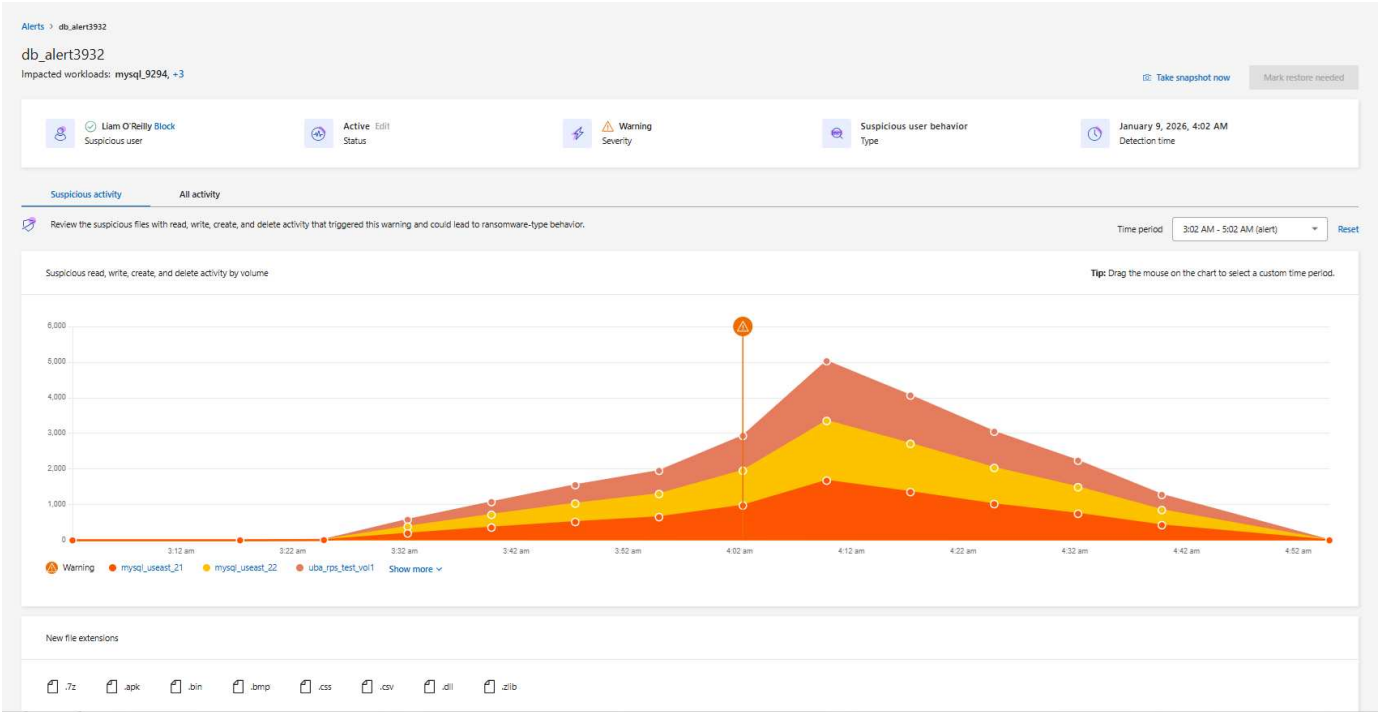 Alerts > db_alert3932
db_alert3932
Impacted workloads: mysql_9294, +3
Take snapshot now
Mark restore needed
Liam O'Reilly Block
Suspicious user
Active Edit
Status
Warning
Severity
Suspicious user behavior
Type
January 9, 2026, 4:02 AM
Detection time
Suspicious activity
All activity
Review the suspicious files with read, write, create, and delete activity that triggered this warning and could lead to ransomware-type behavior.
Time period
3:02 AM - 5:02 AM (alert)
Reset
Suspicious read, write, create, and delete activity by volume
Tip: Drag the mouse on the chart to select a custom time period.
6,000
5,000
4,000
3,000
2,000
1,000
0
3:12 am 3:22 am 3:32 am 3:42 am 3:52 am 4:02 am 4:12 am 4:22 am 4:32 am 4:42 am 4:52 am
Warning mysql_useast_21 mysql_useast_22 uba_rps_test_vol1 Show more
New file extensions
.7z .apk .bin .bmp .css .csv .dll .zlib